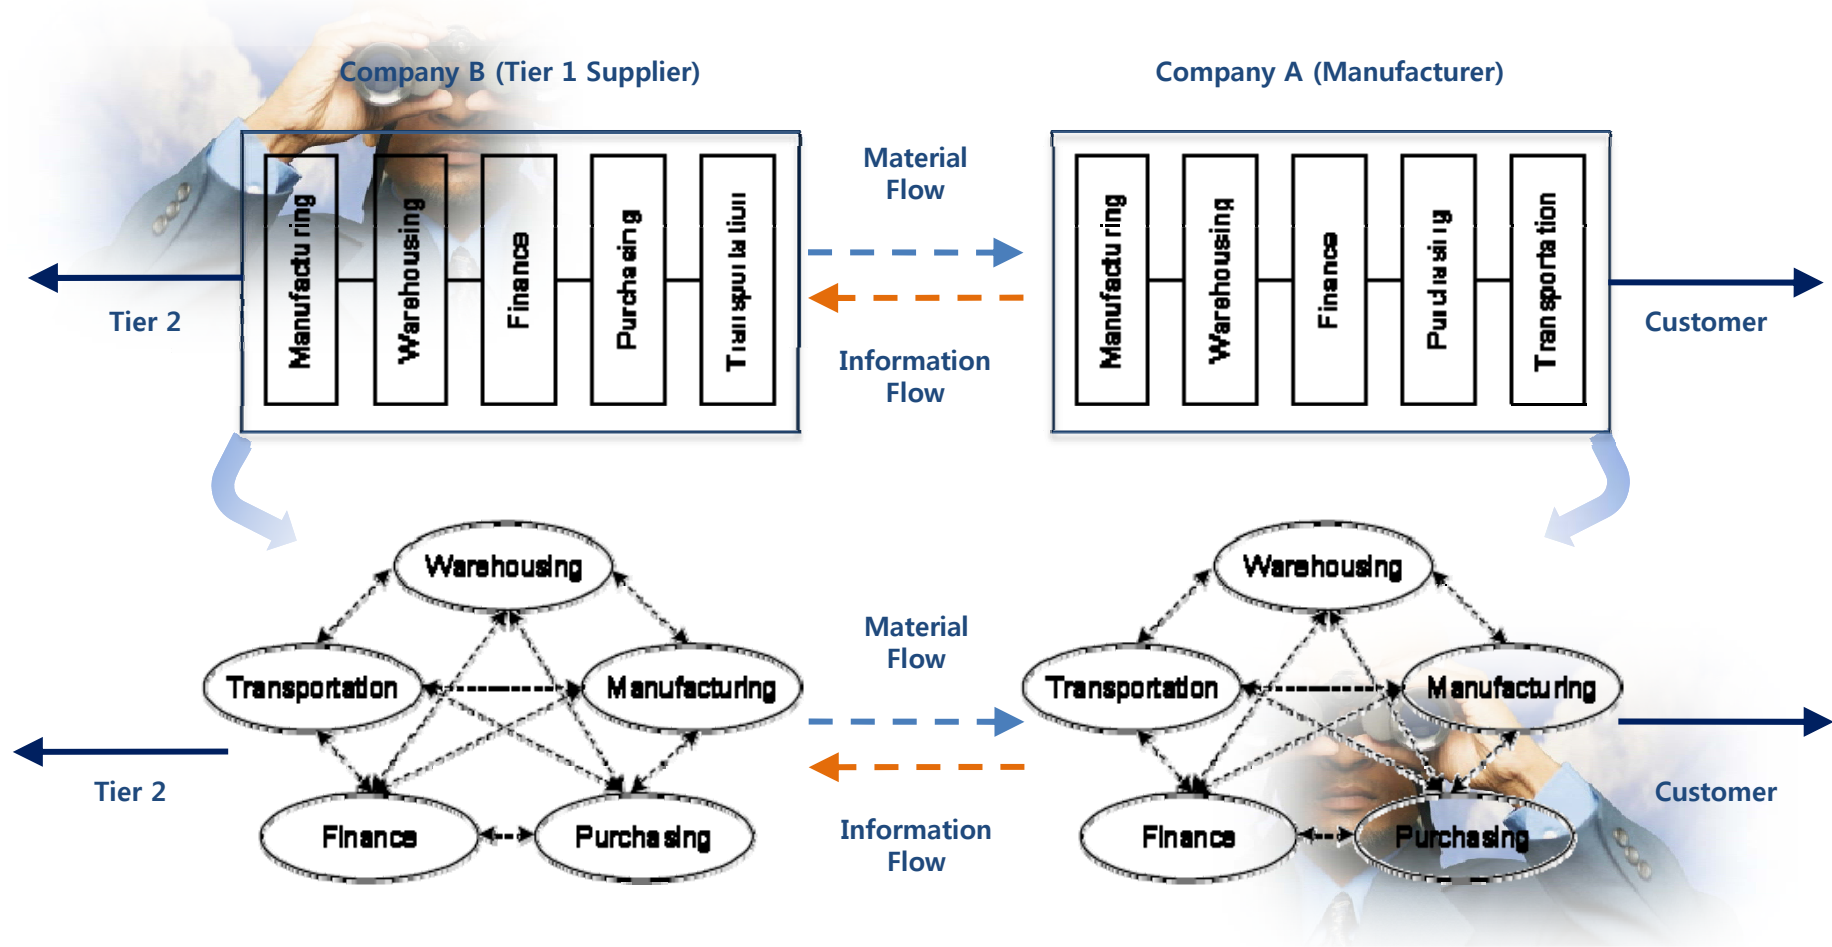 Company B (Tier 1 Supplier)
Company A (Manufacturer)
Manufacturing
Warehousing
Finance
Purchasing
Transportation
Material
Flow
Information
Flow
Manufacturing
Warehousing
Finance
Purchasing
Transportation
Tier 2
Customer
Warehousing
Transportation
Manufacturing
Finance
Purchasing
Material
Flow
Information
Flow
Warehousing
Transportation
Manufacturing
Finance
Purchasing
Tier 2
Customer